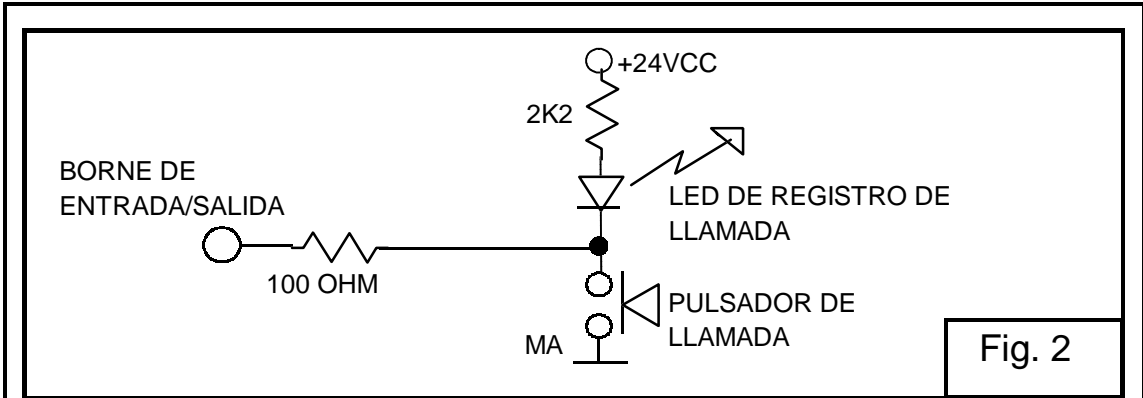 +24VCC
2K2
BORNE DE
ENTRADA/SALIDA
LED DE REGISTRO DE
LLAMADA
100 OHM
PULSADOR DE
LLAMADA
MA
Fig. 2